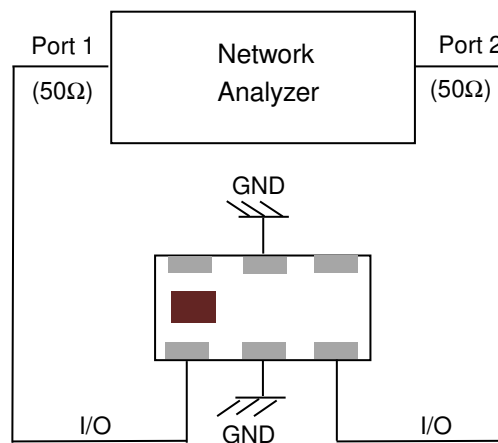 Port 1
Network
Analyzer
Port 2
(50Ω)
(50Ω)
GND
I/O
GND
I/O